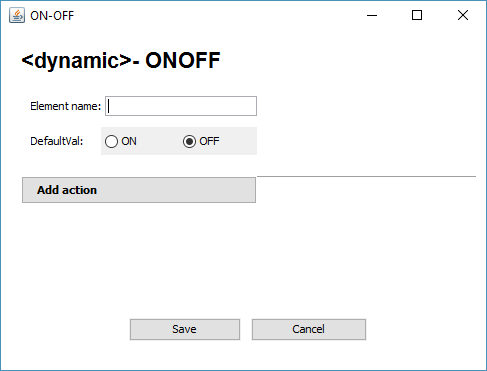 ON-OFF
<dynamic>- ONOFF
Element name:
DefaultVal: ON OFF
Add action
Save Cancel